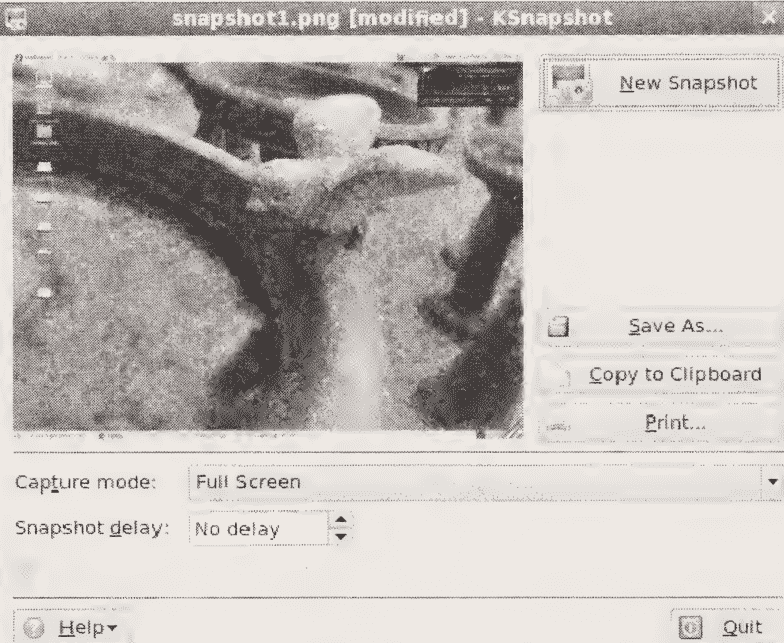 snapshot1.png [modified] - KSnapshot
New Snapshot
Save As...
Copy to Clipboard
Print...
Capture mode: Full Screen
Snapshot delay: No delay
Help
Quit